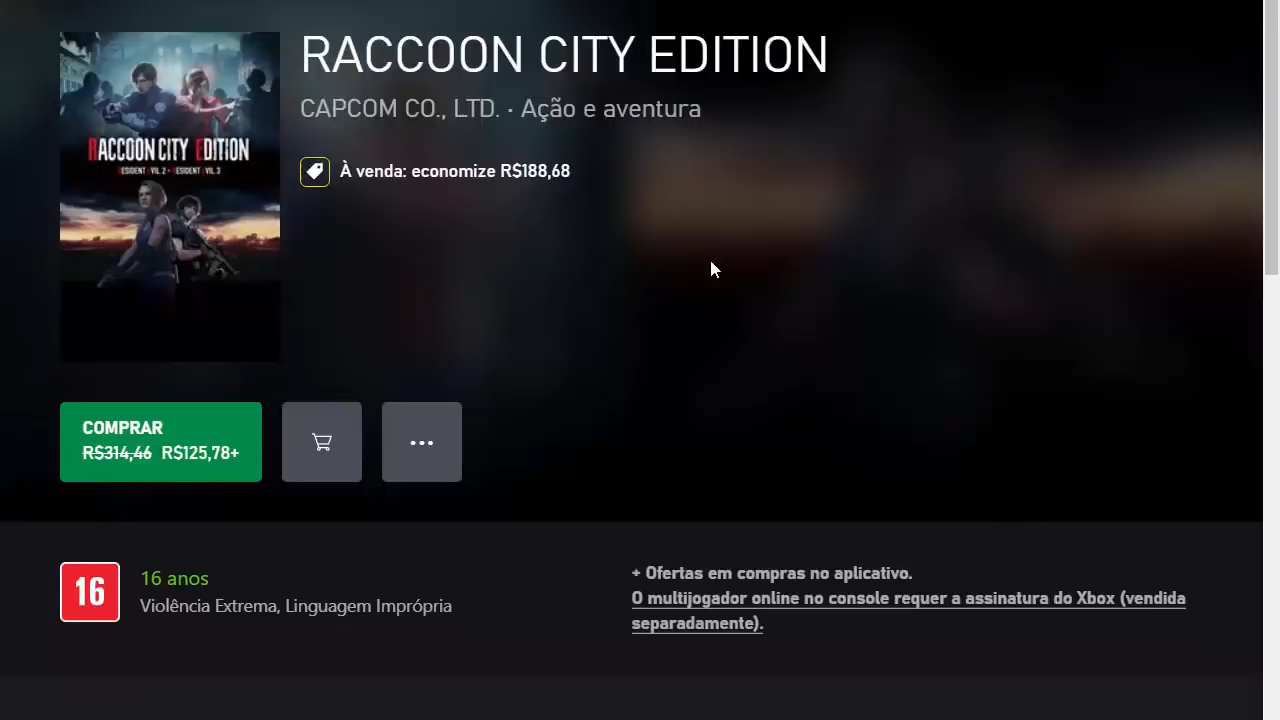 RACCOON CITY EDITION
CAPCOM CO., LTD. · Ação e aventura
À venda: economize R$188,68
RACCOON CITY EDITION
RESIDENT EVIL 2 + RESIDENT EVIL 3
COMPRAR
R$314,46 R$125,78+
16
16 anos
Violência Extrema, Linguagem Imprópria
+ Ofertas em compras no aplicativo.
O multijogador online no console requer a assinatura do Xbox (vendida
separadamente).